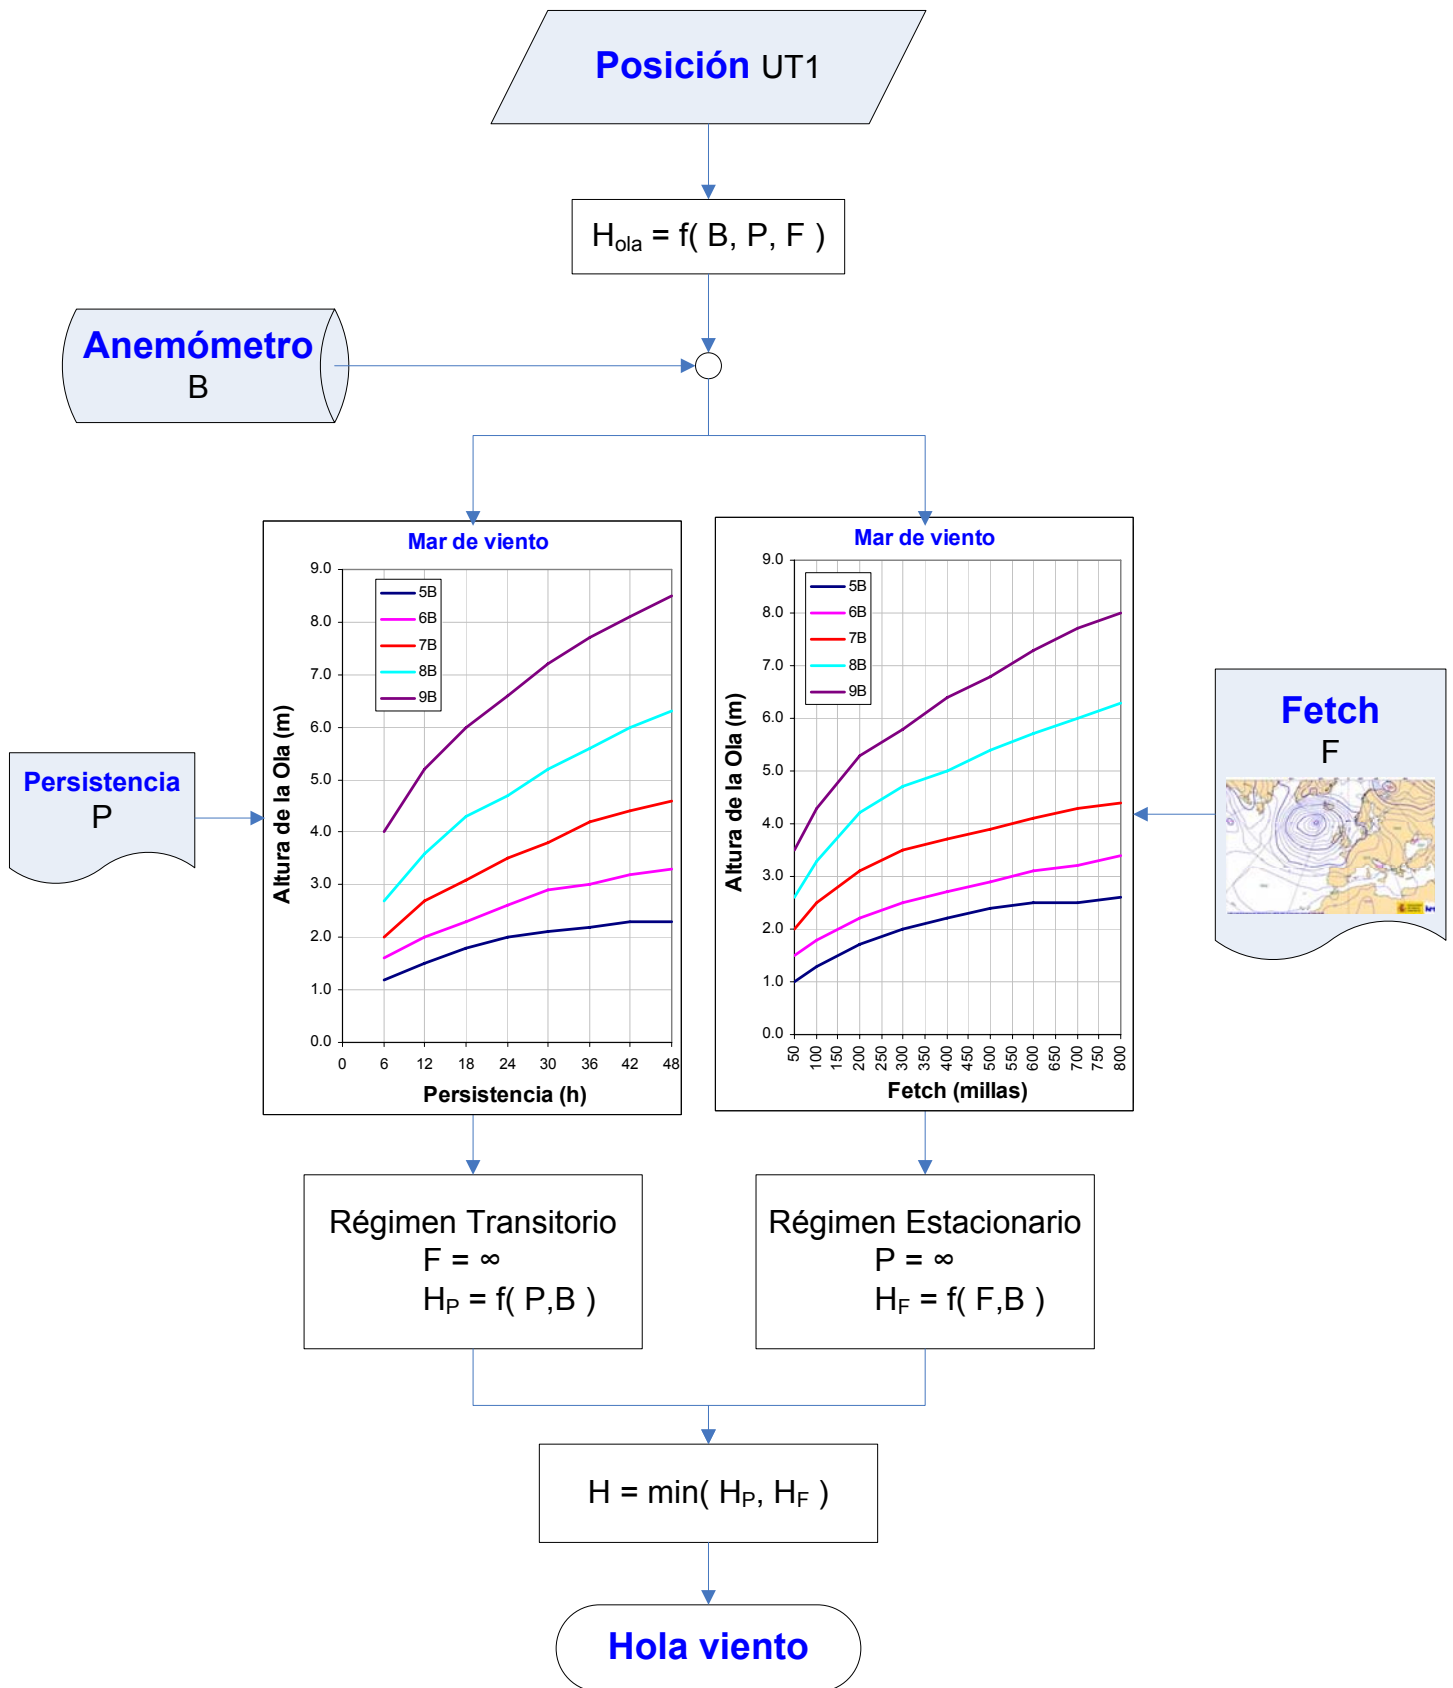 Posición UT1
Hola = f( B, P, F )
Anemómetro
B
Mar de viento
9.0
8.0
7.0
6.0
5.0
4.0
3.0
2.0
1.0
0.0
5B
6B
7B
8B
9B
Altura de la Ola (m)
0 6 12 18 24 30 36 42 48
Persistencia (h)
Mar de viento
9.0
8.0
7.0
6.0
5.0
4.0
3.0
2.0
1.0
0.0
5B
6B
7B
8B
9B
Altura de la Ola (m)
50 100 150 200 250 300 350 400 450 500 550 600 650 700 750 800
Fetch (millas)
Persistencia
P
Fetch
F
Régimen Transitorio
F = ∞
HP = f( P,B )
Régimen Estacionario
P = ∞
HF = f( F,B )
H = min( HP, HF )
Hola viento